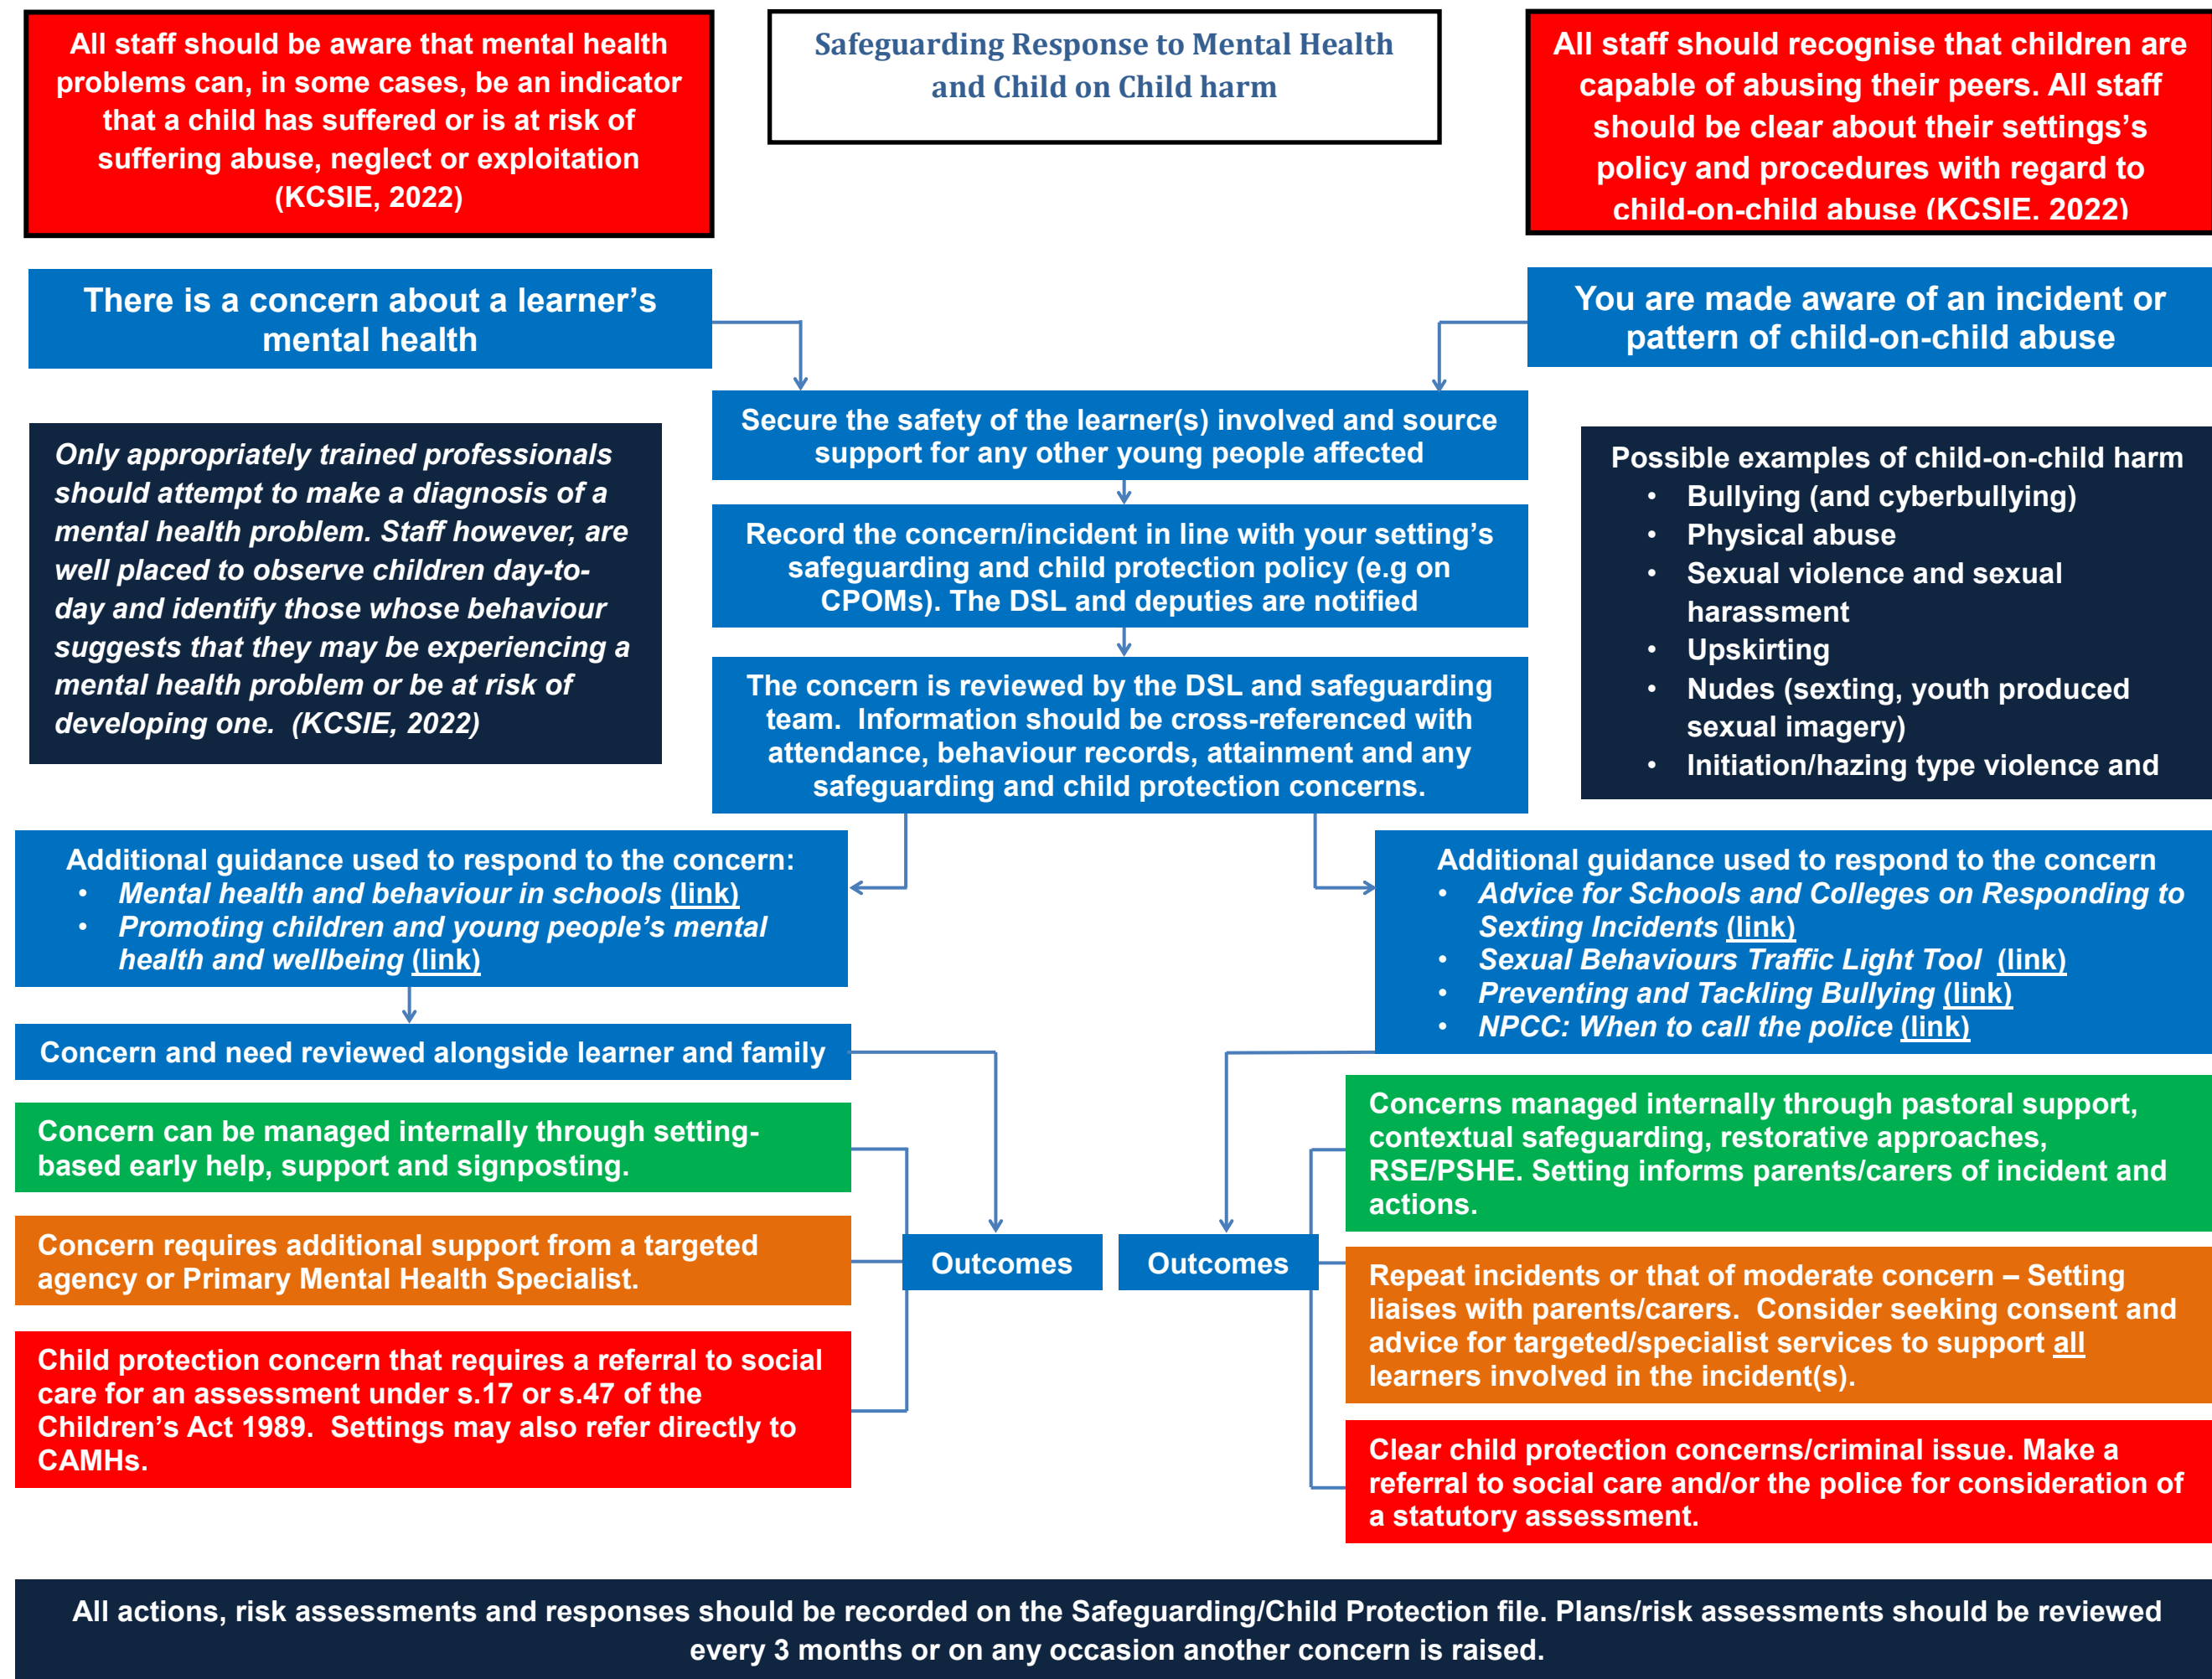 All staff should be aware that mental health
problems can, in some cases, be an indicator
that a child has suffered or is at risk of
suffering abuse, neglect or exploitation
(KCSIE, 2022)
Safeguarding Response to Mental Health
and Child on Child harm
All staff should recognise that children are
capable of abusing their peers. All staff
should be clear about their settings's
policy and procedures with regard to
child-on-child abuse (KCSIE, 2022)
There is a concern about a learner's
mental health
You are made aware of an incident or
pattern of child-on-child abuse
Secure the safety of the learner(s) involved and source
support for any other young people affected
Only appropriately trained professionals
should attempt to make a diagnosis of a
mental health problem. Staff however, are
well placed to observe children day-to-
day and identify those whose behaviour
suggests that they may be experiencing a
mental health problem or be at risk of
developing one.  (KCSIE, 2022)
Record the concern/incident in line with your setting's
safeguarding and child protection policy (e.g on
CPOMs). The DSL and deputies are notified
Possible examples of child-on-child harm
• Bullying (and cyberbullying)
• Physical abuse
• Sexual violence and sexual
harassment
• Upskirting
• Nudes (sexting, youth produced
sexual imagery)
• Initiation/hazing type violence and
The concern is reviewed by the DSL and safeguarding
team.  Information should be cross-referenced with
attendance, behaviour records, attainment and any
safeguarding and child protection concerns.
Additional guidance used to respond to the concern:
• Mental health and behaviour in schools (link)
• Promoting children and young people's mental
health and wellbeing (link)
Additional guidance used to respond to the concern
• Advice for Schools and Colleges on Responding to
Sexting Incidents (link)
• Sexual Behaviours Traffic Light Tool  (link)
• Preventing and Tackling Bullying (link)
• NPCC: When to call the police (link)
Concern and need reviewed alongside learner and family
Concern can be managed internally through setting-
based early help, support and signposting.
Concern requires additional support from a targeted
agency or Primary Mental Health Specialist.
Child protection concern that requires a referral to social
care for an assessment under s.17 or s.47 of the
Children's Act 1989.  Settings may also refer directly to
CAMHs.
Outcomes
Outcomes
Concerns managed internally through pastoral support,
contextual safeguarding, restorative approaches,
RSE/PSHE. Setting informs parents/carers of incident and
actions.
Repeat incidents or that of moderate concern – Setting
liaises with parents/carers.  Consider seeking consent and
advice for targeted/specialist services to support all
learners involved in the incident(s).
Clear child protection concerns/criminal issue. Make a
referral to social care and/or the police for consideration of
a statutory assessment.
All actions, risk assessments and responses should be recorded on the Safeguarding/Child Protection file. Plans/risk assessments should be reviewed
every 3 months or on any occasion another concern is raised.